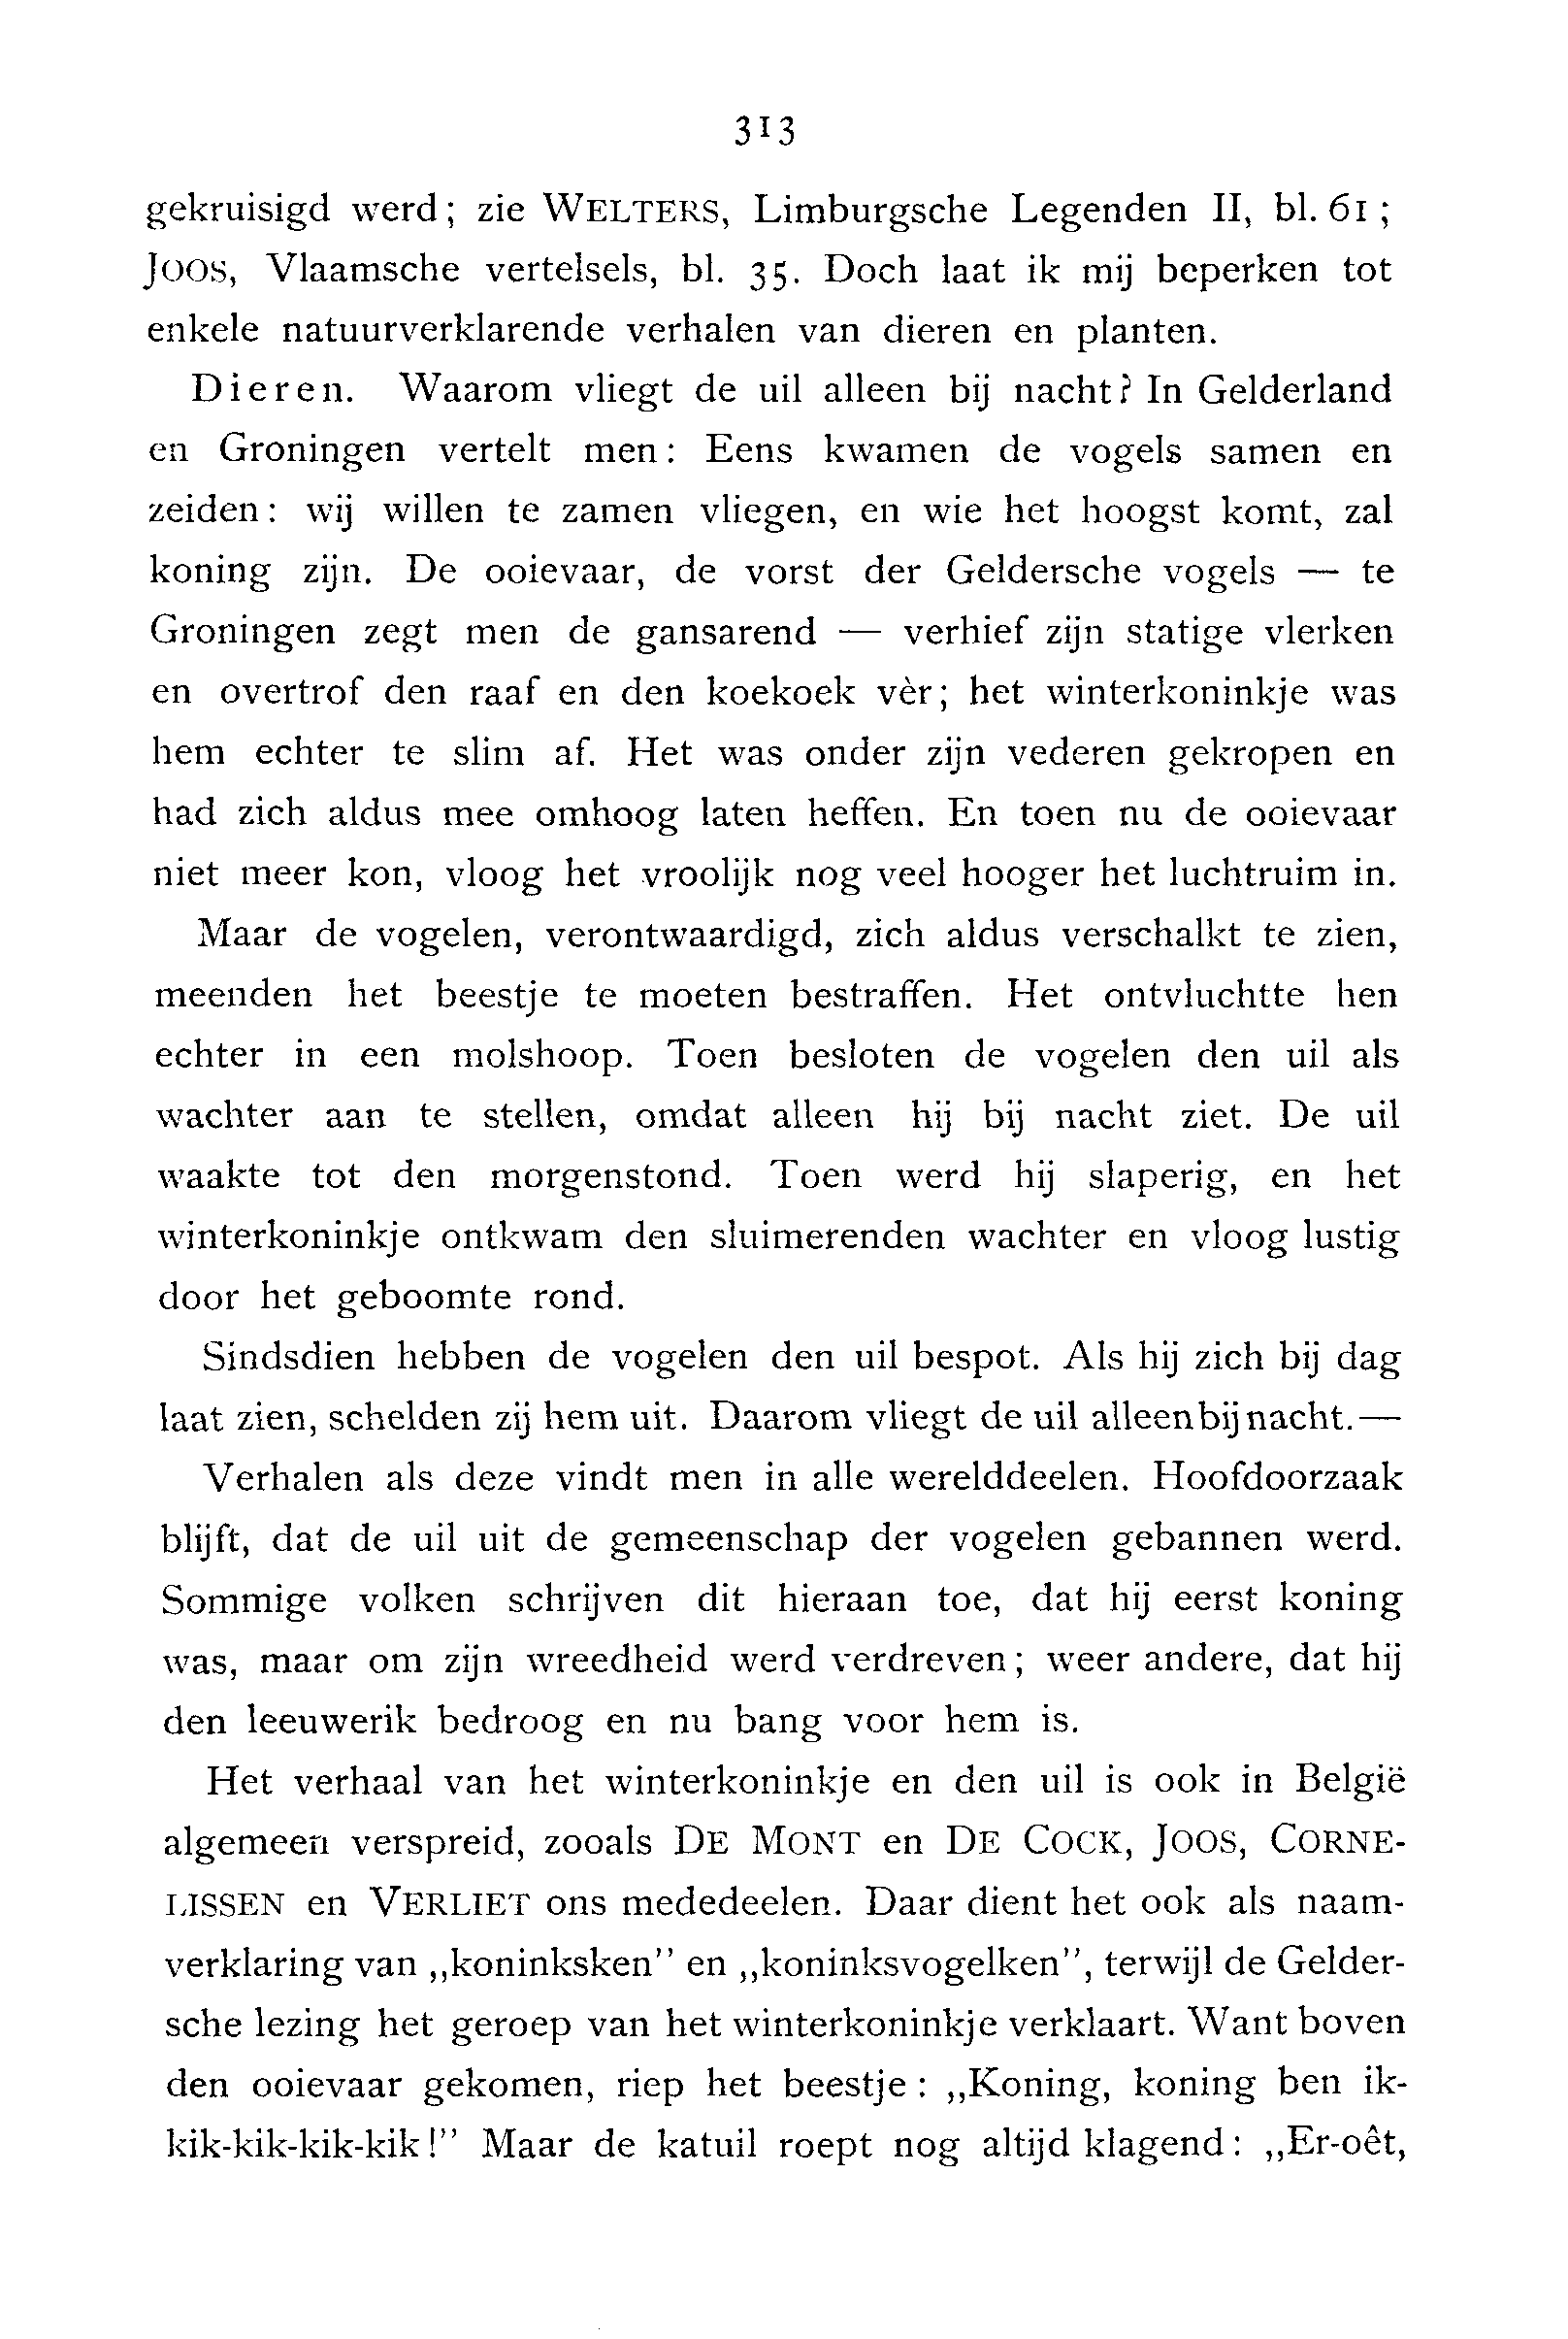 313
gekruisigd werd; zie WELTERS, Limburgsche Legenden II, bl. 61;
JOOS, Vlaamsche vertelsels, bl. 35. Doch laat ik mij beperken tot
enkele natuurverklarende verhalen van dieren en planten.
Dieren. Waarom vliegt de uil alleen bij nacht? In Gelderland
en Groningen vertelt men: Eens kwamen de vogels samen en
zeiden: wij willen te zamen vliegen, en wie het hoogst komt, zal
koning zijn. De ooievaar, de vorst der Geldersche vogels — te
Groningen zegt men de gansarend — verhief zijn statige vlerken
en overtrof den raaf en den koekoek vèr; het winterkoninkje was
hem echter te slim af. Het was onder zijn vederen gekropen en
had zich aldus mee omhoog laten heffen. En toen nu de ooievaar
niet meer kon, vloog het vroolijk nog veel hooger het luchtruim in.
Maar de vogelen, verontwaardigd, zich aldus verschalkt te zien,
meenden het beestje te moeten bestraffen. Het ontvluchtte hen
echter in een molshoop. Toen besloten de vogelen den uil als
wachter aan te stellen, omdat alleen hij bij nacht ziet. De uil
waakte tot den morgenstond. Toen werd hij slaperig, en het
winterkoninkje ontkwam den sluimerenden wachter en vloog lustig
door het geboomte rond.
Sindsdien hebben de vogelen den uil bespot. Als hij zich bij dag
laat zien, schelden zij hem uit. Daarom vliegt de uil alleen bij nacht.—
Verhalen als deze vindt men in alle werelddeelen. Hoofdoorzaak
blijft, dat de uil uit de gemeenschap der vogelen gebannen werd.
Sommige volken schrijven dit hieraan toe, dat hij eerst koning
was, maar om zijn wreedheid werd verdreven; weer andere, dat hij
den leeuwerik bedroog en nu bang voor hem is.
Het verhaal van het winterkoninkje en den uil is ook in België
algemeen verspreid, zooals DE MONT en DE COCK, JOOS, CORNE-
LISSEN en VERLIET ons mededeelen. Daar dient het ook als naam-
verklaring van „koninksken” en „koninksvogelken”, terwijl de Gelder-
sche lezing het geroep van het winterkoninkje verklaart. Want boven
den ooievaar gekomen, riep het beestje: „Koning, koning ben ik-
kik-kik-kik-kik!” Maar de katuil roept nog altijd klagend: „Er-oêt,